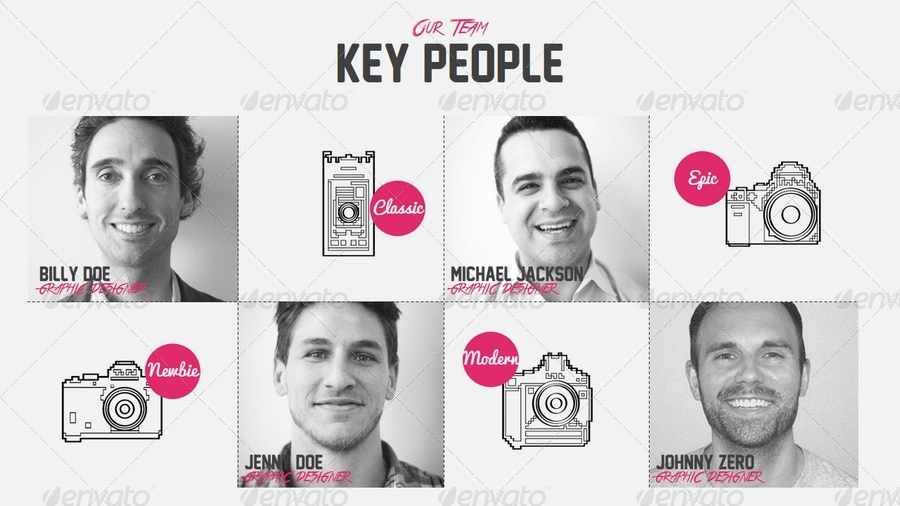 Our Team
KEY PEOPLE
envato envato envato envato envato
Classic
Epic
BILLY DOE
GRAPHIC DESIGNER
MICHAEL JACKSON
GRAPHIC DESIGNER
envato envato envato envato envato
Newbie
Modern
JENNY DOE
GRAPHIC DESIGNER
JOHNNY ZERO
GRAPHIC DESIGNER
envato envato envato envato envato